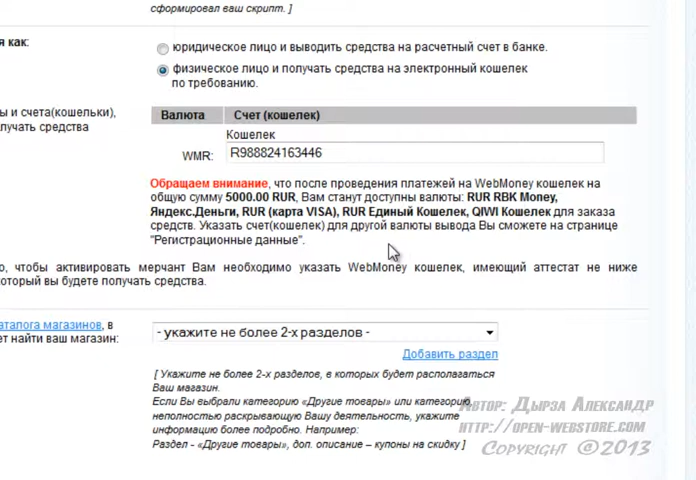 сформировал ваш скрипт. ]
я как:
юридическое лицо и выводить средства на расчетный счет в банке.
физическое лицо и получать средства на электронный кошелек
по требованию.
ы и счета(кошельки),
лучать средства
Валюта Счет (кошелек)
Кошелек
WMR: R988824163446
Обращаем внимание, что после проведения платежей на WebMoney кошелек на
общую сумму 5000.00 RUR, Вам станут доступны валюты: RUR RBK Money,
Яндекс.Деньги, RUR (карта VISA), RUR Единый Кошелек, QIWI Кошелек для заказа
средств. Указать счет(кошелек) для другой валюты вывода Вы сможете на странице
"Регистрационные данные".
о, чтобы активировать мерчант Вам необходимо указать WebMoney кошелек, имеющий аттестат не ниже
который вы будете получать средства.
аталога магазинов, в
ет найти ваш магазин:
- укажите не более 2-х разделов -
Добавить раздел
[ Укажите не более 2-х разделов, в которых будет располагаться
Ваш магазин.
Если Вы выбрали категорию «Другие товары» или категорию,
неполностью раскрывающую Вашу деятельность, укажите
информацию более подробно. Например:
Раздел - «Другие товары», доп. описание – купоны на скидку ]
Автор: Дырза Александр
http://open-webstore.com
Copyright @2013